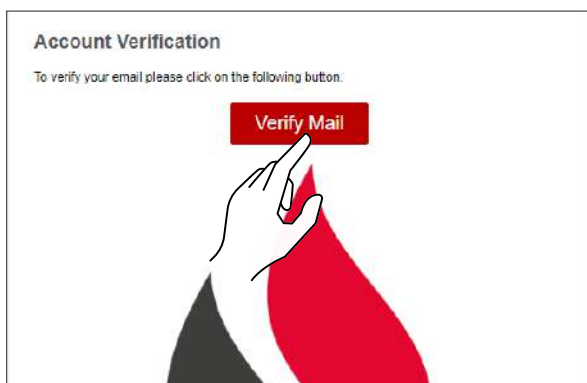 Account Verification
To verify your email please click on the following button.
Verify Mail